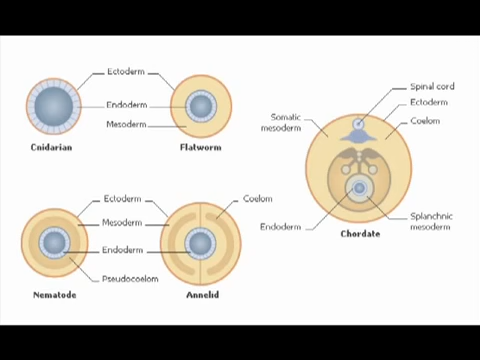 Ectoderm
Endoderm
Mesoderm
Cnidarian
Flatworm
Ectoderm
Mesoderm
Endoderm
Pseudocoelom
Coelom
Nematode
Annelid
Spinal cord
Ectoderm
Coelom
Somatic
mesoderm
Endoderm
Splanchnic
mesoderm
Chordate